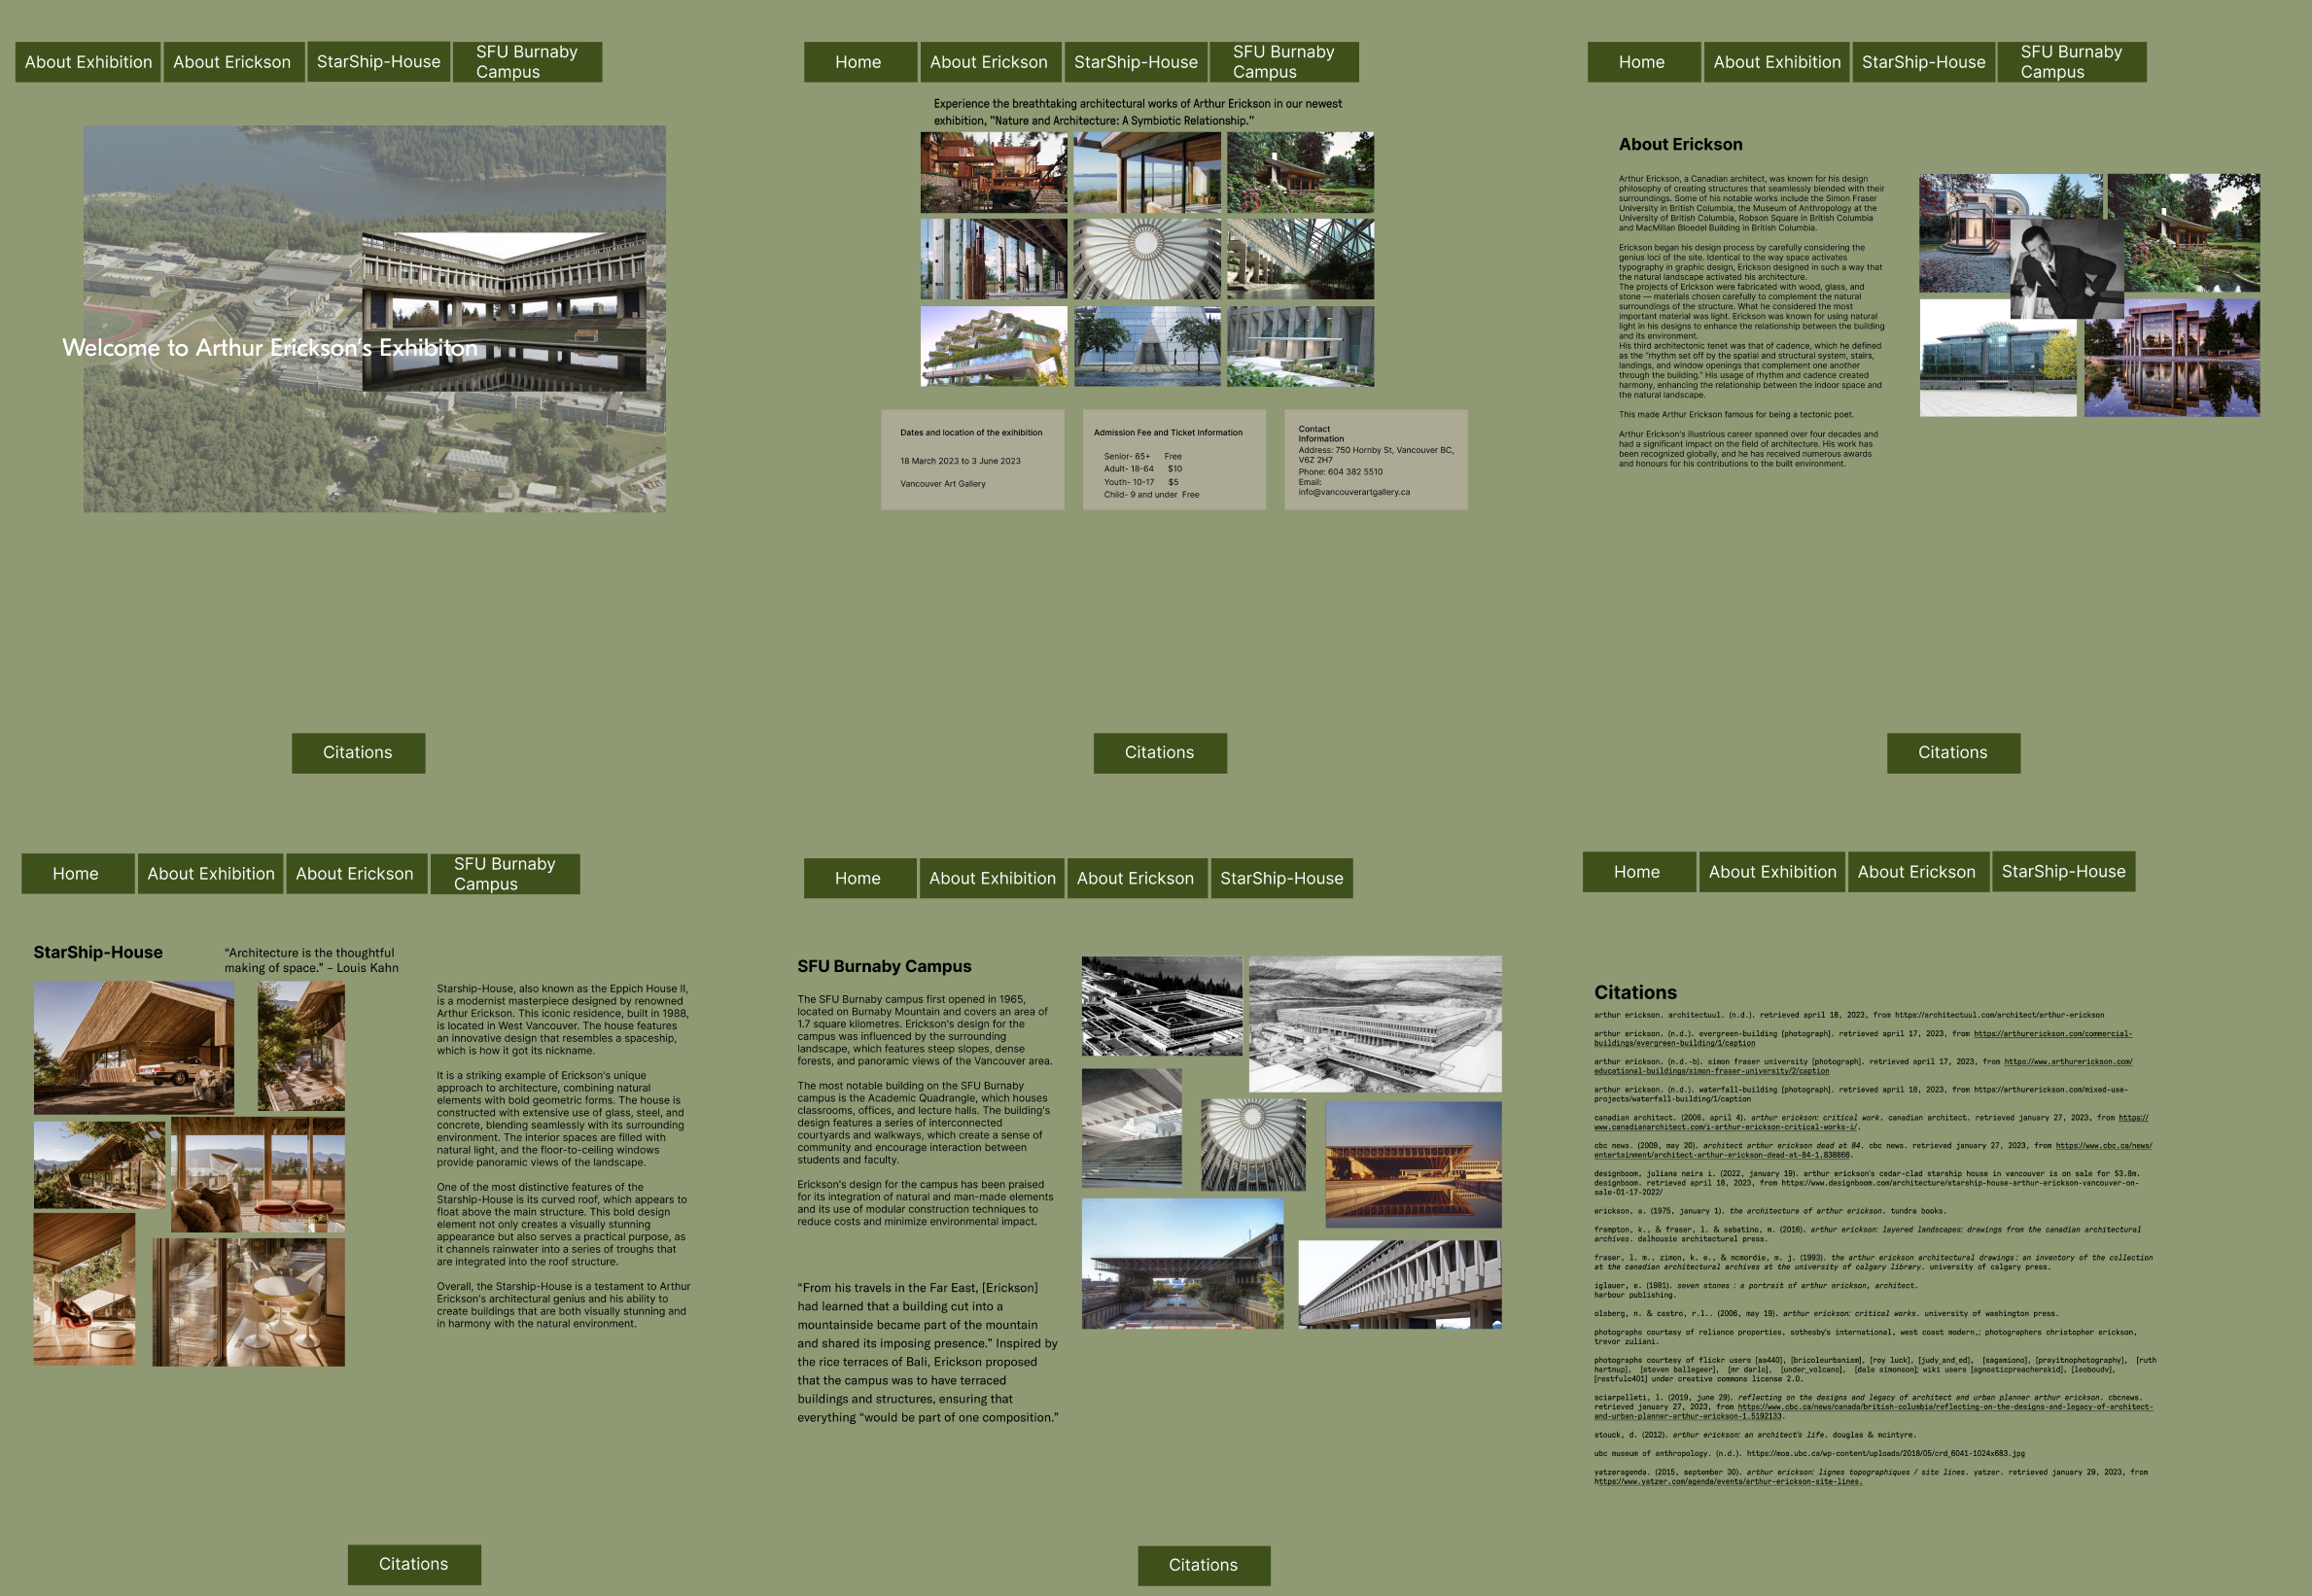 About Exhibition
About Erickson
StarShip-House
SFU Burnaby
Campus
Welcome to Arthur Erickson's Exhibiton
Citations
Home
About Erickson
StarShip-House
SFU Burnaby
Campus
Experience the breathtaking architectural works of Arthur Erickson in our newest
exhibition, "Nature and Architecture: A Symbiotic Relationship."
Dates and location of the exihibition
18 March 2023 to 3 June 2023
Vancouver Art Gallery
Admission Fee and Ticket Information
Senior- 65+ Free
Adult- 18-64 $10
Youth- 10-17 $5
Child- 9 and under Free
Contact
Information
Address: 750 Hornby St, Vancouver BC,
V6Z 2H7
Phone: 604 382 5510
Email:
info@vancouverartgallery.ca
Citations
Home
About Exhibition
StarShip-House
SFU Burnaby
Campus
About Erickson
Arthur Erickson, a Canadian architect, was known for his design
philosophy of creating structures that seamlessly blended with their
surroundings. Some of his notable works include the Simon Fraser
University in British Columbia, the Museum of Anthropology at the
University of British Columbia, Robson Square in British Columbia
and MacMillan Bloedel Building in British Columbia.
Erickson began his design process by carefully considering the
genius loci of the site. Identical to the way space activates
typography in graphic design, Erickson designed in such a way that
the natural landscape activated his architecture.
The projects of Erickson were fabricated with wood, glass, and
stone — materials chosen carefully to complement the natural
surroundings of the structure. What he considered the most
important material was light. Erickson was known for using natural
light in his designs to enhance the relationship between the building
and its environment.
His third architectonic tenet was that of cadence, which he defined
as the "rhythm set off by the spatial and structural system, stairs,
landings, and window openings that complement one another
through the building." His usage of rhythm and cadence created
harmony, enhancing the relationship between the indoor space and
the natural landscape.
This made Arthur Erickson famous for being a tectonic poet.
Arthur Erickson's illustrious career spanned over four decades and
had a significant impact on the field of architecture. His work has
been recognized globally, and he has received numerous awards
and honours for his contributions to the built environment.
Citations
Home
About Exhibition
About Erickson
SFU Burnaby
Campus
StarShip-House
“Architecture is the thoughtful
making of space.” – Louis Kahn
Starship-House, also known as the Eppich House II,
is a modernist masterpiece designed by renowned
Arthur Erickson. This iconic residence, built in 1988,
is located in West Vancouver. The house features
an innovative design that resembles a spaceship,
which is how it got its nickname.
It is a striking example of Erickson's unique
approach to architecture, combining natural
elements with bold geometric forms. The house is
constructed with extensive use of glass, steel, and
concrete, blending seamlessly with its surrounding
environment. The interior spaces are filled with
natural light, and the floor-to-ceiling windows
provide panoramic views of the landscape.
One of the most distinctive features of the
Starship-House is its curved roof, which appears to
float above the main structure. This bold design
element not only creates a visually stunning
appearance but also serves a practical purpose, as
it channels rainwater into a series of troughs that
are integrated into the roof structure.
Overall, the Starship-House is a testament to Arthur
Erickson's architectural genius and his ability to
create buildings that are both visually stunning and
in harmony with the natural environment.
Citations
Home
About Exhibition
About Erickson
StarShip-House
SFU Burnaby Campus
The SFU Burnaby campus first opened in 1965,
located on Burnaby Mountain and covers an area of
1.7 square kilometres. Erickson's design for the
campus was influenced by the surrounding
landscape, which features steep slopes, dense
forests, and panoramic views of the Vancouver area.
The most notable building on the SFU Burnaby
campus is the Academic Quadrangle, which houses
classrooms, offices, and lecture halls. The building's
design features a series of interconnected
courtyards and walkways, which create a sense of
community and encourage interaction between
students and faculty.
Erickson's design for the campus has been praised
for its integration of natural and man-made elements
and its use of modular construction techniques to
reduce costs and minimize environmental impact.
“From his travels in the Far East, [Erickson]
had learned that a building cut into a
mountainside became part of the mountain
and shared its imposing presence.” Inspired by
the rice terraces of Bali, Erickson proposed
that the campus was to have terraced
buildings and structures, ensuring that
everything “would be part of one composition.”
Citations
Home
About Exhibition
About Erickson
StarShip-House
Citations
arthur erickson. architectuul. (n.d.). retrieved april 18, 2023, from https://architectuul.com/architect/arthur-erickson
arthur erickson. (n.d.). evergreen-building [photograph]. retrieved april 17, 2023, from https://arthurerickson.com/commercial-
buildings/evergreen-building/1/caption
arthur erickson. (n.d.-b). simon fraser university [photograph]. retrieved april 17, 2023, from https://www.arthurerickson.com/
educational-buildings/simon-fraser-university/2/caption
arthur erickson. (n.d.). waterfall-building [photograph]. retrieved april 18, 2023, from https://arthurerickson.com/mixed-use-
projects/waterfall-building/1/caption
canadian architect. (2006, april 4). arthur erickson: critical work. canadian architect. retrieved january 27, 2023, from https://
www.canadianarchitect.com/i-arthur-erickson-critical-works-i/.
cbc news. (2009, may 20). architect arthur erickson dead at 84. cbc news. retrieved january 27, 2023, from https://www.cbc.ca/news/
entertainment/architect-arthur-erickson-dead-at-84-1.838866.
designboom, juliana neira i. (2022, january 19). arthur erickson's cedar-clad starship house in vancouver is on sale for $3.8m.
designboom. retrieved april 18, 2023, from https://www.designboom.com/architecture/starship-house-arthur-erickson-vancouver-on-
sale-01-17-2022/
erickson, a. (1975, january 1). the architecture of arthur erickson. tundra books.
frampton, k., & fraser, l. & sabatino, m. (2016). arthur erickson: layered landscapes: drawings from the canadian architectural
archives. dalhousie architectural press.
fraser, l. m., zimon, k. e., & mcmordie, m. j. (1993). the arthur erickson architectural drawings : an inventory of the collection
at the canadian architectural archives at the university of calgary library. university of calgary press.
iglauer, e. (1981). seven stones : a portrait of arthur erickson, architect.
harbour publishing.
olsberg, n. & castro, r.l.. (2006, may 19). arthur erickson: critical works. university of washington press.
photographs courtesy of reliance properties, sothesby's international, west coast modern,; photographers christopher erickson,
trevor zuliani.
photographs courtesy of flickr users [aa440], [bricoleurbanism], [roy luck], [judy_and_ed], [sagamiono], [prayitnophotography], [ruth
hartnup], [steven ballegeer], [mr darlo], [under_volcano], [dale simonson]; wiki users [agnosticpreacherskid], [leoboudv],
[restfulc401] under creative commons license 2.0.
sciarpelleti, l. (2019, june 29). reflecting on the designs and legacy of architect and urban planner arthur erickson. cbcnews.
retrieved january 27, 2023, from https://www.cbc.ca/news/canada/british-columbia/reflecting-on-the-designs-and-legacy-of-architect-
and-urban-planner-arthur-erickson-1.5192133.
stouck, d. (2012). arthur erickson: an architect's life. douglas & mcintyre.
ubc museum of anthropology. (n.d.). https://moa.ubc.ca/wp-content/uploads/2018/05/crd_6041-1024x683.jpg
yatzeragenda. (2015, september 30). arthur erickson: lignes topographiques / site lines. yatzer. retrieved january 29, 2023, from
https://www.yatzer.com/agenda/events/arthur-erickson-site-lines.